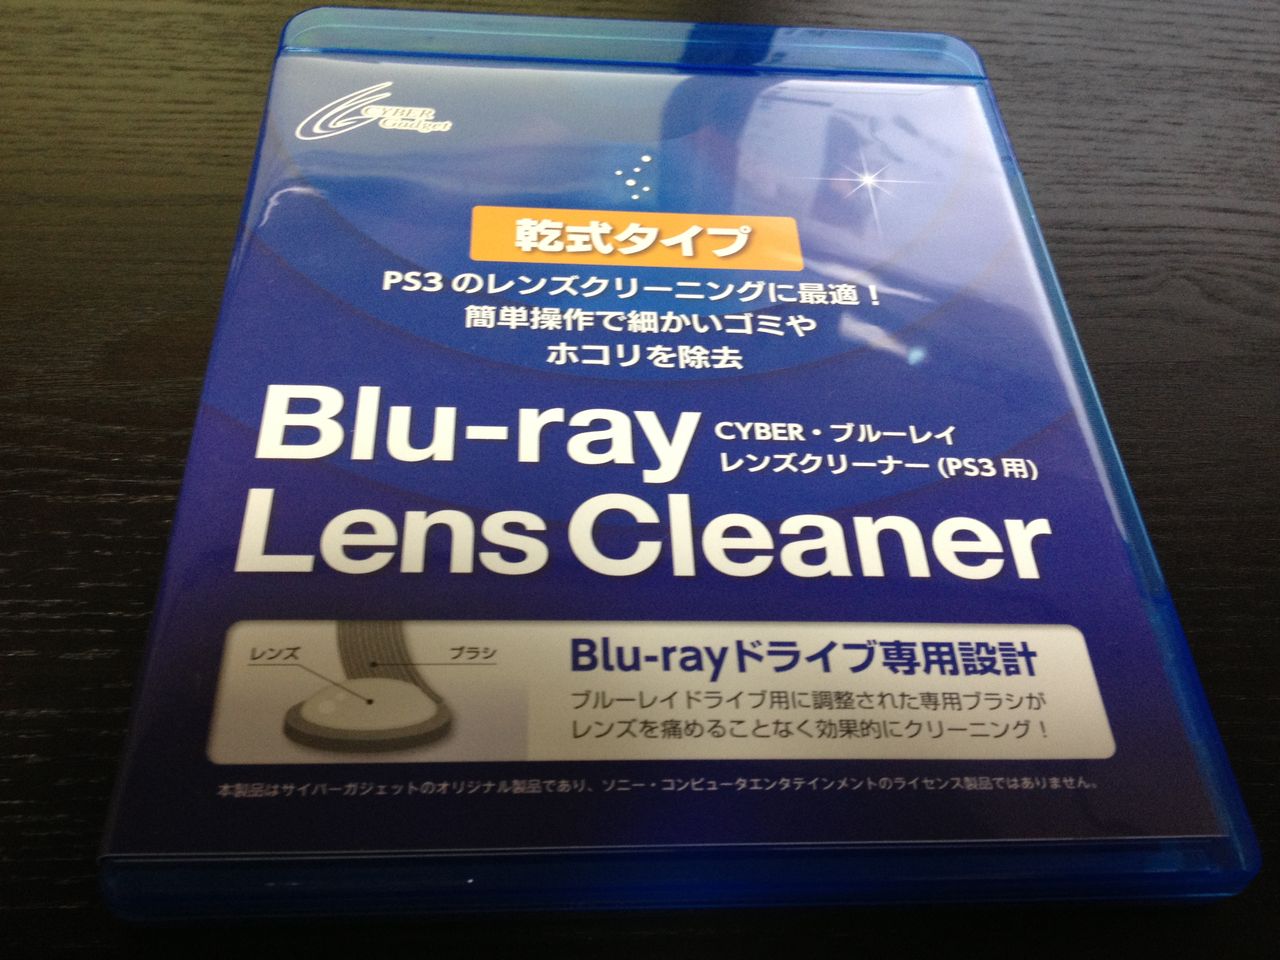 CYBER
Gadget
乾式タイプ
PS3のレンズクリーニングに最適！
簡単操作で細かいゴミや
ホコリを除去
Blu-ray
Lens Cleaner
CYBER・ブルーレイ
レンズクリーナー(PS3用)
レンズ
ブラシ
Blu-rayドライブ専用設計
ブルーレイドライブ用に調整された専用ブラシが
レンズを痛めることなく効果的にクリーニング！
本製品はサイバーガジェットのオリジナル製品であり、ソニー・コンピュータエンタテインメントのライセンス製品ではありません。